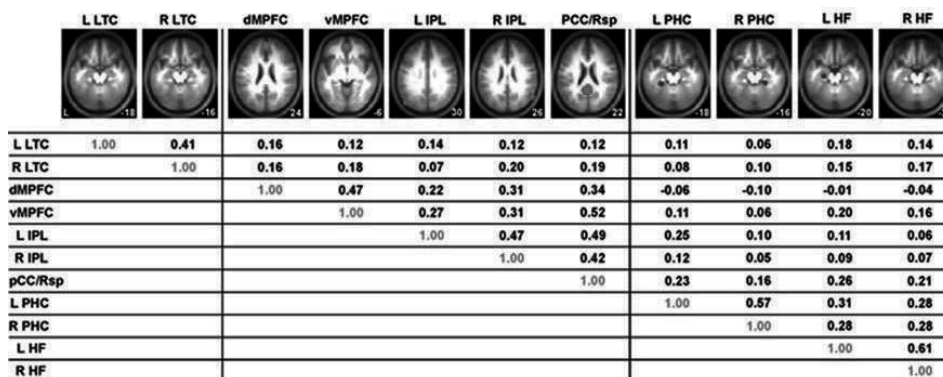 L LTC R LTC dMPFC vMPFC L IPL R IPL PCC/Rsp L PHC R PHC L HF R HF
L -18 -16 24 -6 30 26 22 -18 -16 -20
L LTC 1.00 0.41 0.16 0.12 0.14 0.12 0.12 0.11 0.06 0.18 0.14
R LTC 1.00 0.16 0.18 0.07 0.20 0.19 0.08 0.10 0.15 0.17
dMPFC 1.00 0.47 0.22 0.31 0.34 -0.06 -0.10 -0.01 -0.04
vMPFC 1.00 0.27 0.31 0.52 0.11 0.06 0.20 0.16
L IPL 1.00 0.47 0.49 0.25 0.10 0.11 0.06
R IPL 1.00 0.42 0.12 0.05 0.09 0.07
pCC/Rsp 1.00 0.23 0.16 0.26 0.21
L PHC 1.00 0.57 0.31 0.28
R PHC 1.00 0.28 0.28
L HF 1.00 0.61
R HF 1.00